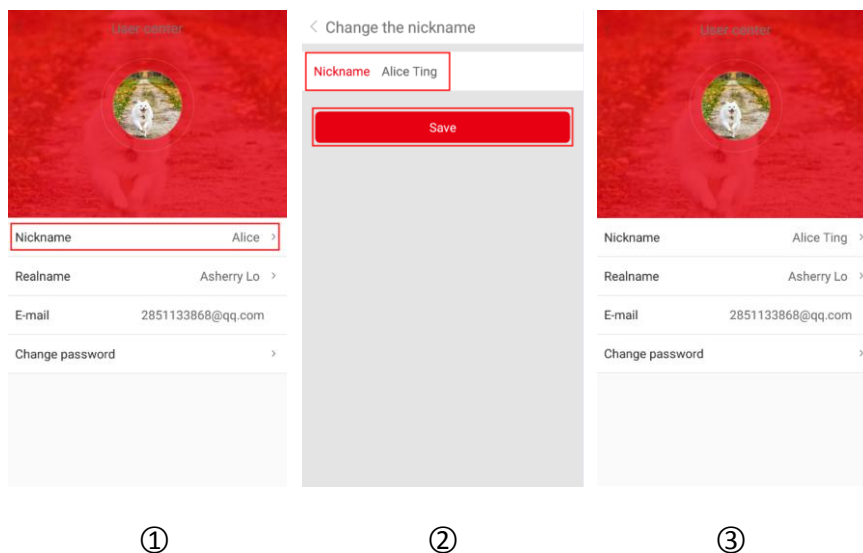 User center
Nickname Alice >
Realname Asherry Lo >
E-mail 2851133868@qq.com
Change password >
< Change the nickname
Nickname Alice Ting
Save
User center
Nickname Alice Ting >
Realname Asherry Lo >
E-mail 2851133868@qq.com
Change password >
① ② ③